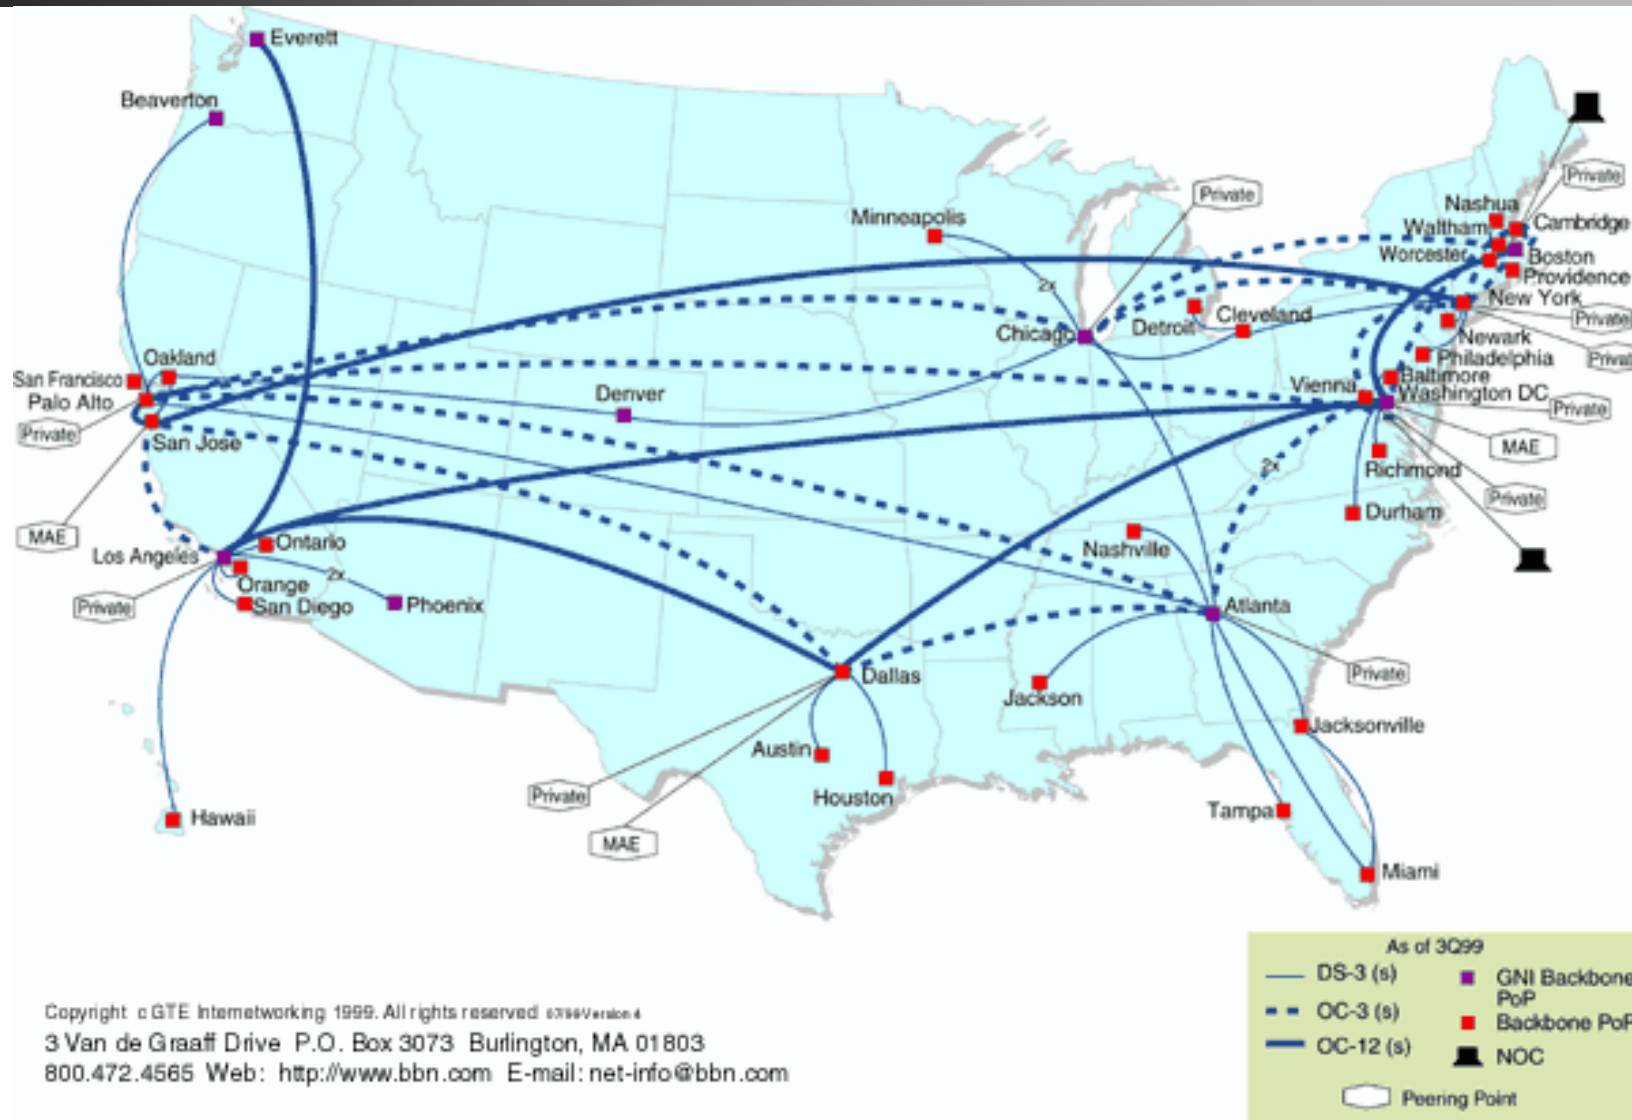 Everett
Beaverton
Minneapolis
Private
Private
Nashua
Waltham
Cambridge
Worcester
Boston
Providence
2x
New York
Private
Chicago
Detroit
Cleveland
Newark
Oakland
San Francisco
Palo Alto
Philadelphia
Denver
Vienna
Baltimore
Washington DC
Private
Private
San Jose
MAE
Richmond
2x
Private
MAE
Durham
Los Angeles
Ontario
Nashville
2x
Orange
San Diego
Phoenix
Private
Atlanta
Dallas
Private
Jackson
Jacksonville
Austin
Private
Houston
Hawaii
Tampa
MAE
Miami
As of 3Q99
DS-3 (s)
GNI Backbone
PoP
OC-3 (s)
Backbone PoP
OC-12 (s)
NOC
Peering Point
Copyright c GTE Internetworking 1999. All rights reserved
3 Van de Graaff Drive P.O. Box 3073 Burlington, MA 01803
800.472.4565 Web: http://www.bbn.com E-mail: net-info@bbn.com